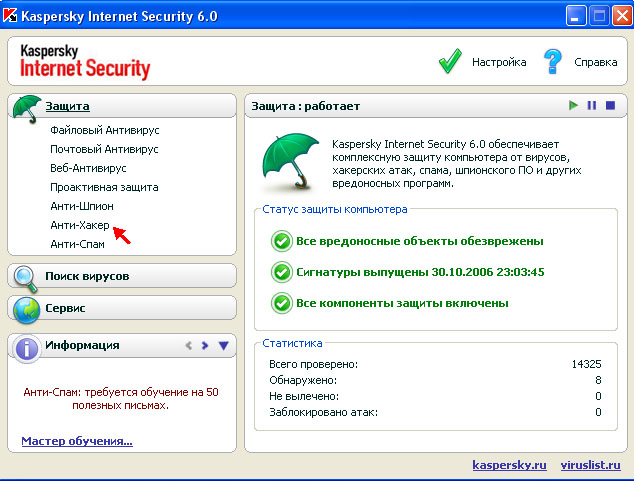 Kaspersky Internet Security 6.0
Kaspersky
Internet Security
Настройка
Справка
Защита
Файловый Антивирус
Почтовый Антивирус
Веб-Антивирус
Проактивная защита
Анти-Шпион
Анти-Хакер
Анти-Спам
Поиск вирусов
Сервис
Информация
Анти-Спам: требуется обучение на 50
полезных письмах.
Мастер обучения...
Защита : работает
Kaspersky Internet Security 6.0 обеспечивает
комплексную защиту компьютера от вирусов,
хакерских атак, спама, шпионского ПО и других
вредоносных программ.
Статус защиты компьютера
Все вредоносные объекты обезврежены
Сигнатуры выпущены 30.10.2006 23:03:45
Все компоненты защиты включены
Статистика
Всего проверено: 14325
Обнаружено: 8
Не вылечено: 0
Заблокировано атак: 0
kaspersky.ru viruslist.ru